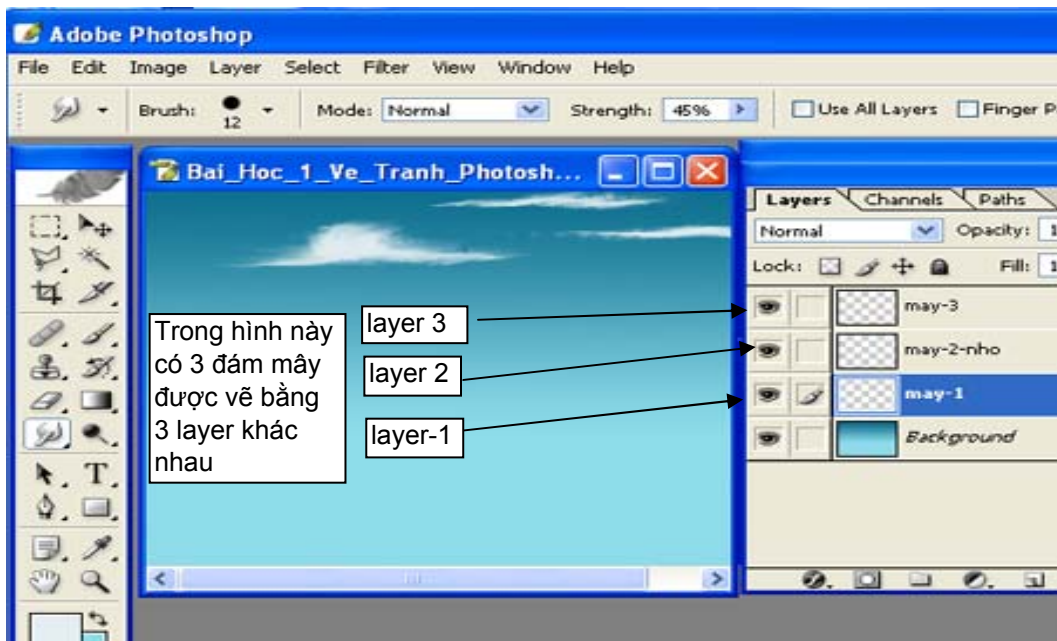 Adobe Photoshop
File Edit Image Layer Select Filter View Window Help
Brush: 12 Mode: Normal Strength: 45% Use All Layers Finger P
Bai_Hoc_1_Ve_Tranh_Photosh...
Layers Channels Paths
Normal Opacity: 1
Lock: Fill: 1
Trong hình này
có 3 đám mây
được vẽ bằng
3 layer khác
nhau
layer 3
layer 2
layer-1
may-3
may-2-nho
may-1
Background